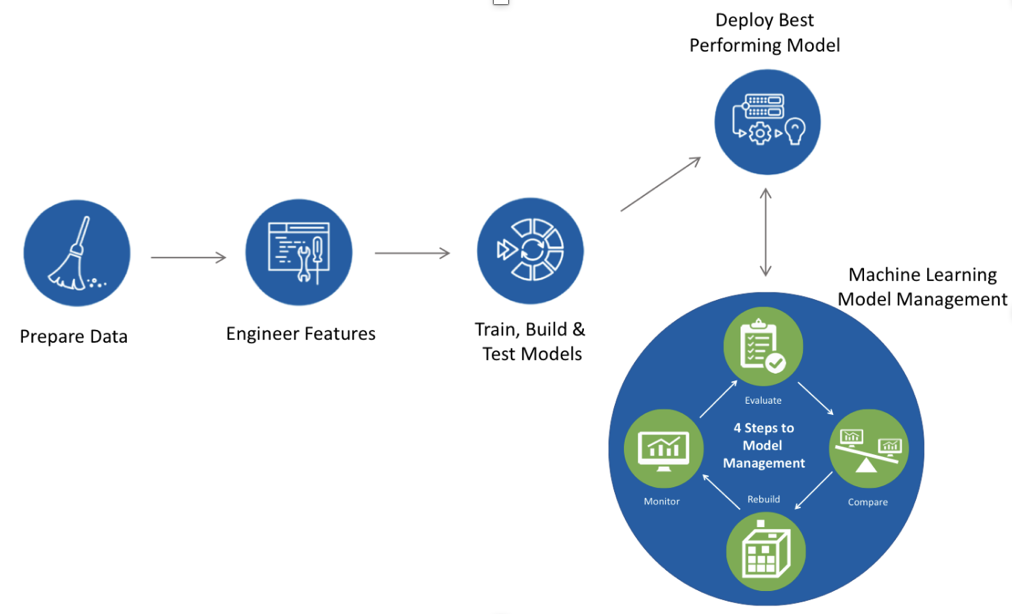 Deploy Best
Performing Model
Prepare Data
Engineer Features
Train, Build &
Test Models
Machine Learning
Model Management
Evaluate
4 Steps to
Model
Management
Monitor
Rebuild
Compare